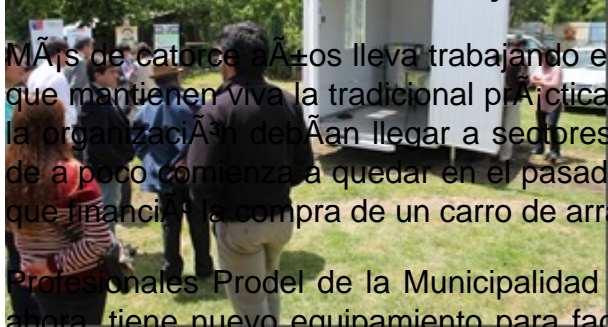 MÃ¡s de catorce aÃ±os lleva trabajando e
que mantienen viva la tradicional prÃ¡ctica
la organizaciÃ³n debÃ­an llegar a sectores
de a poco comienza a quedar en el pasad
que financiÃ³ la compra de un carro de arra
Profesionales Prodel de la Municipalidad
ahora, tiene nuevo equipamiento para fac